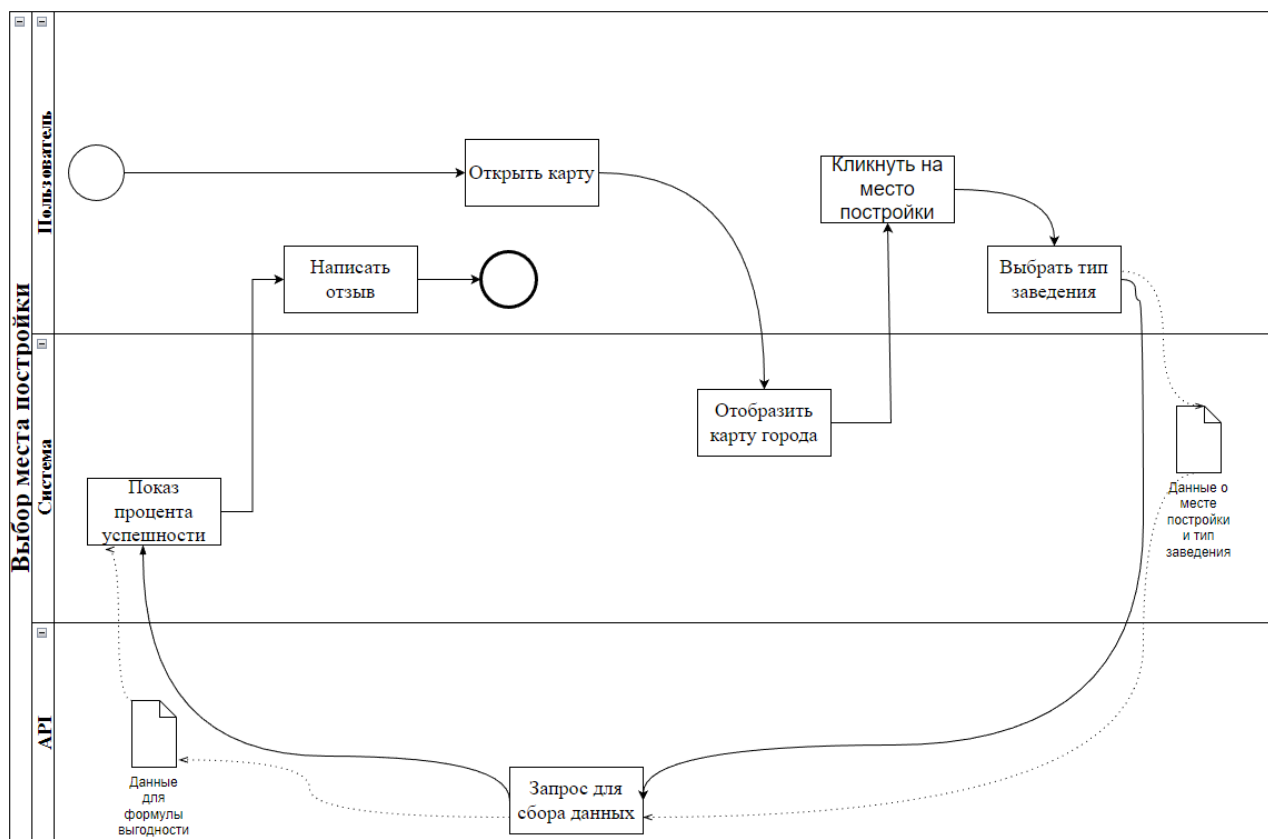 Выбор места постройки
Пользователь
Открыть карту
Кликнуть на
место
постройки
Написать
отзыв
Выбрать тип
заведения
Система
Отобразить
карту города
Показ
процента
успешности
Данные о
месте
постройки
и тип
заведения
API
Данные
для
формулы
выгодности
Запрос для
сбора данных